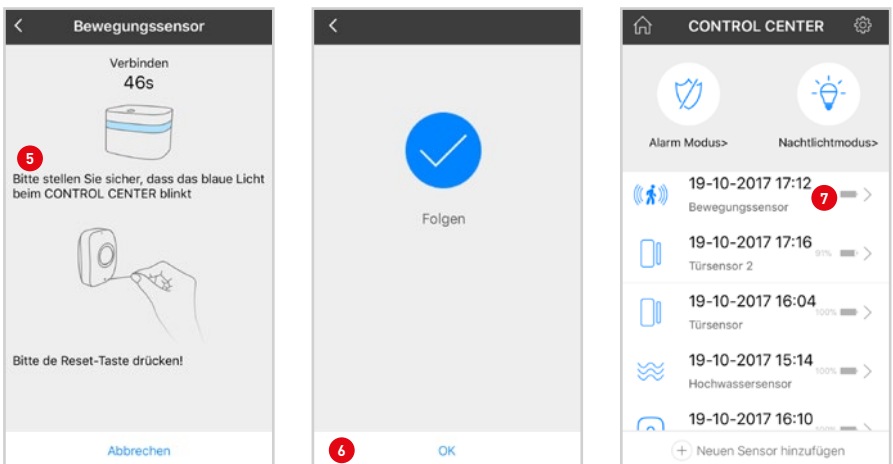 Bewegungssensor
Verbinden
46s
5
Bitte stellen Sie sicher, dass das blaue Licht
beim CONTROL CENTER blinkt
Bitte de Reset-Taste drücken!
Abbrechen
Folgen
6
OK
CONTROL CENTER
Alarm Modus>
Nachtlichtmodus>
19-10-2017 17:12
7
Bewegungssensor
19-10-2017 17:16
91%
Türsensor 2
19-10-2017 16:04
100%
Türsensor
19-10-2017 15:14
100%
Hochwassersensor
19-10-2017 16:10
100%
+ Neuen Sensor hinzufügen